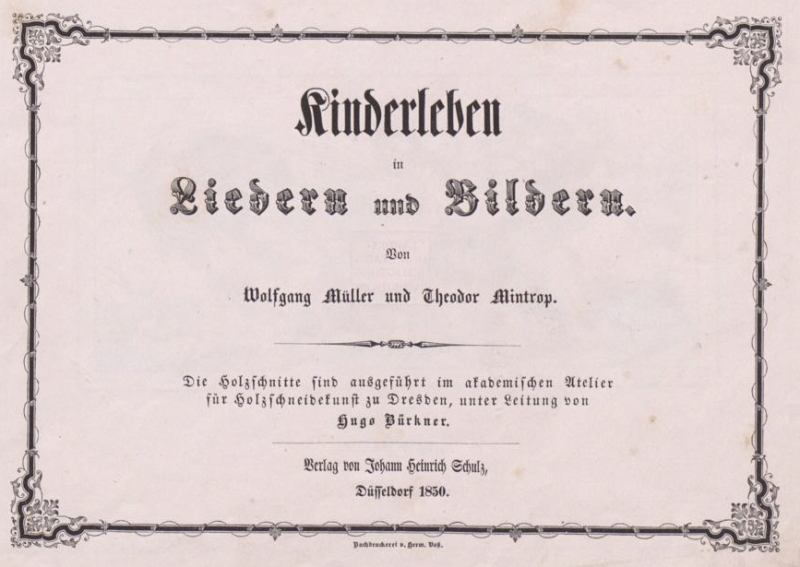 Kinderleben
in
Liedern und Bildern.
Von
Wolfgang Müller und Theodor Mintrop.
Die Holzschnitte sind ausgeführt im akademischen Atelier
für Holzschneidekunst zu Dresden, unter Leitung von
Hugo Bürkner.
Verlag von Johann Heinrich Schulz,
Düsseldorf 1850.
Buchdruckerei v. Herm. Voß.